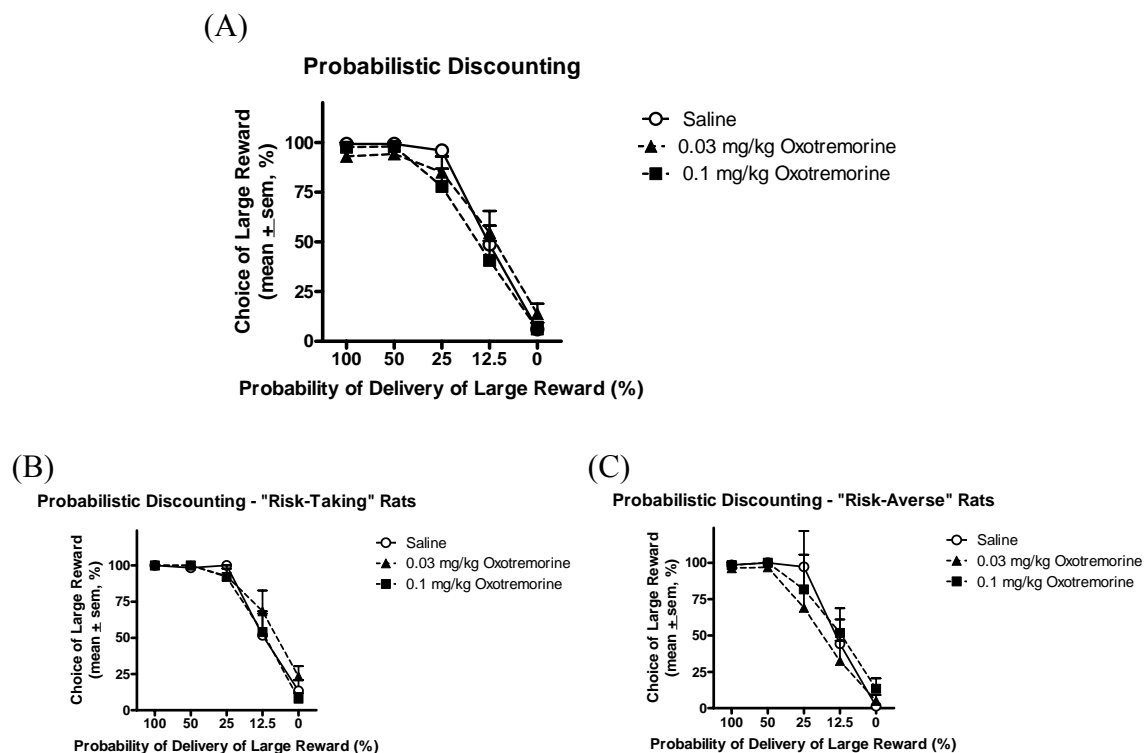 (A)
Probabilistic Discounting
Choice of Large Reward
(mean ± sem, %)
100
75
50
25
0
100 50 25 12.5 0
Probability of Delivery of Large Reward (%)
Saline
0.03 mg/kg Oxotremorine
0.1 mg/kg Oxotremorine
(B)
Probabilistic Discounting - "Risk-Taking" Rats
Choice of Large Reward
(mean ± sem, %)
100
75
50
25
0
100 50 25 12.5 0
Probability of Delivery of Large Reward (%)
Saline
0.03 mg/kg Oxotremorine
0.1 mg/kg Oxotremorine
(C)
Probabilistic Discounting - "Risk-Averse" Rats
Choice of Large Reward
(mean ± sem, %)
100
75
50
25
0
100 50 25 12.5 0
Probability of Delivery of Large Reward (%)
Saline
0.03 mg/kg Oxotremorine
0.1 mg/kg Oxotremorine